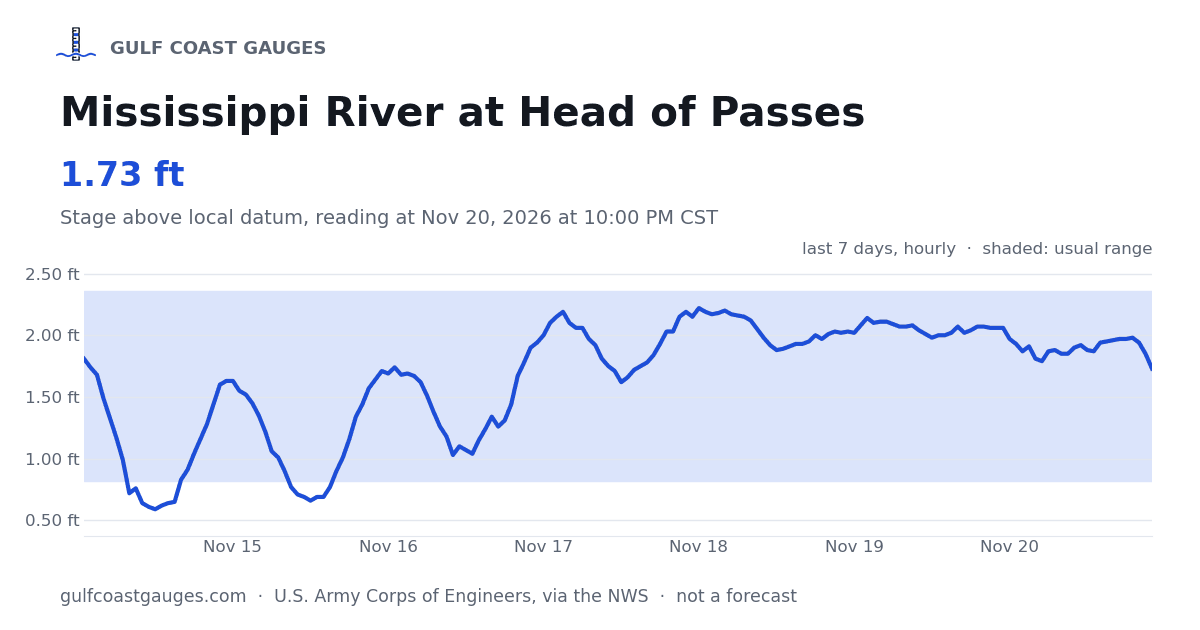 GULF COAST GAUGES
Mississippi River at Head of Passes
1.73 ft
Stage above local datum, reading at Nov 20, 2026 at 10:00 PM CST
last 7 days, hourly · shaded: usual range
2.50 ft
2.00 ft
1.50 ft
1.00 ft
0.50 ft
Nov 15 Nov 16 Nov 17 Nov 18 Nov 19 Nov 20
gulfcoastgauges.com · U.S. Army Corps of Engineers, via the NWS · not a forecast